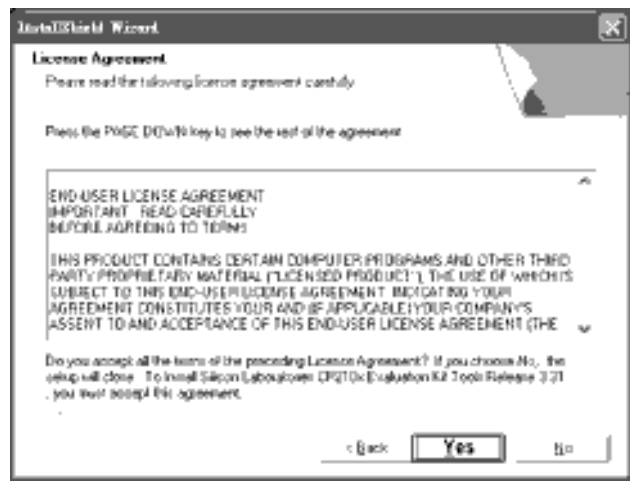 InstallShield Wizard
License Agreement
Please read the following license agreement carefully.
Press the PAGE DOWN key to see the rest of the agreement.
END-USER LICENSE AGREEMENT
IMPORTANT READ CAREFULLY
BEFORE AGREEING TO TERMS
THIS PRODUCT CONTAINS CERTAIN COMPUTER PROGRAMS AND OTHER THIRD
PARTY PROPRIETARY MATERIAL ("LICENSED PRODUCT"), THE USE OF WHICH IS
SUBJECT TO THIS END-USER LICENSE AGREEMENT. INDICATING YOUR
AGREEMENT CONSTITUTES YOUR AND (IF APPLICABLE) YOUR COMPANY'S
ASSENT TO AND ACCEPTANCE OF THIS END-USER LICENSE AGREEMENT (THE
Do you accept all the terms of the preceding License Agreement? If you choose No, the
setup will close. To install Silicon Laboratories CP210x Evaluation Kit Tools Release 3.31
, you must accept this agreement.
< Back Yes No